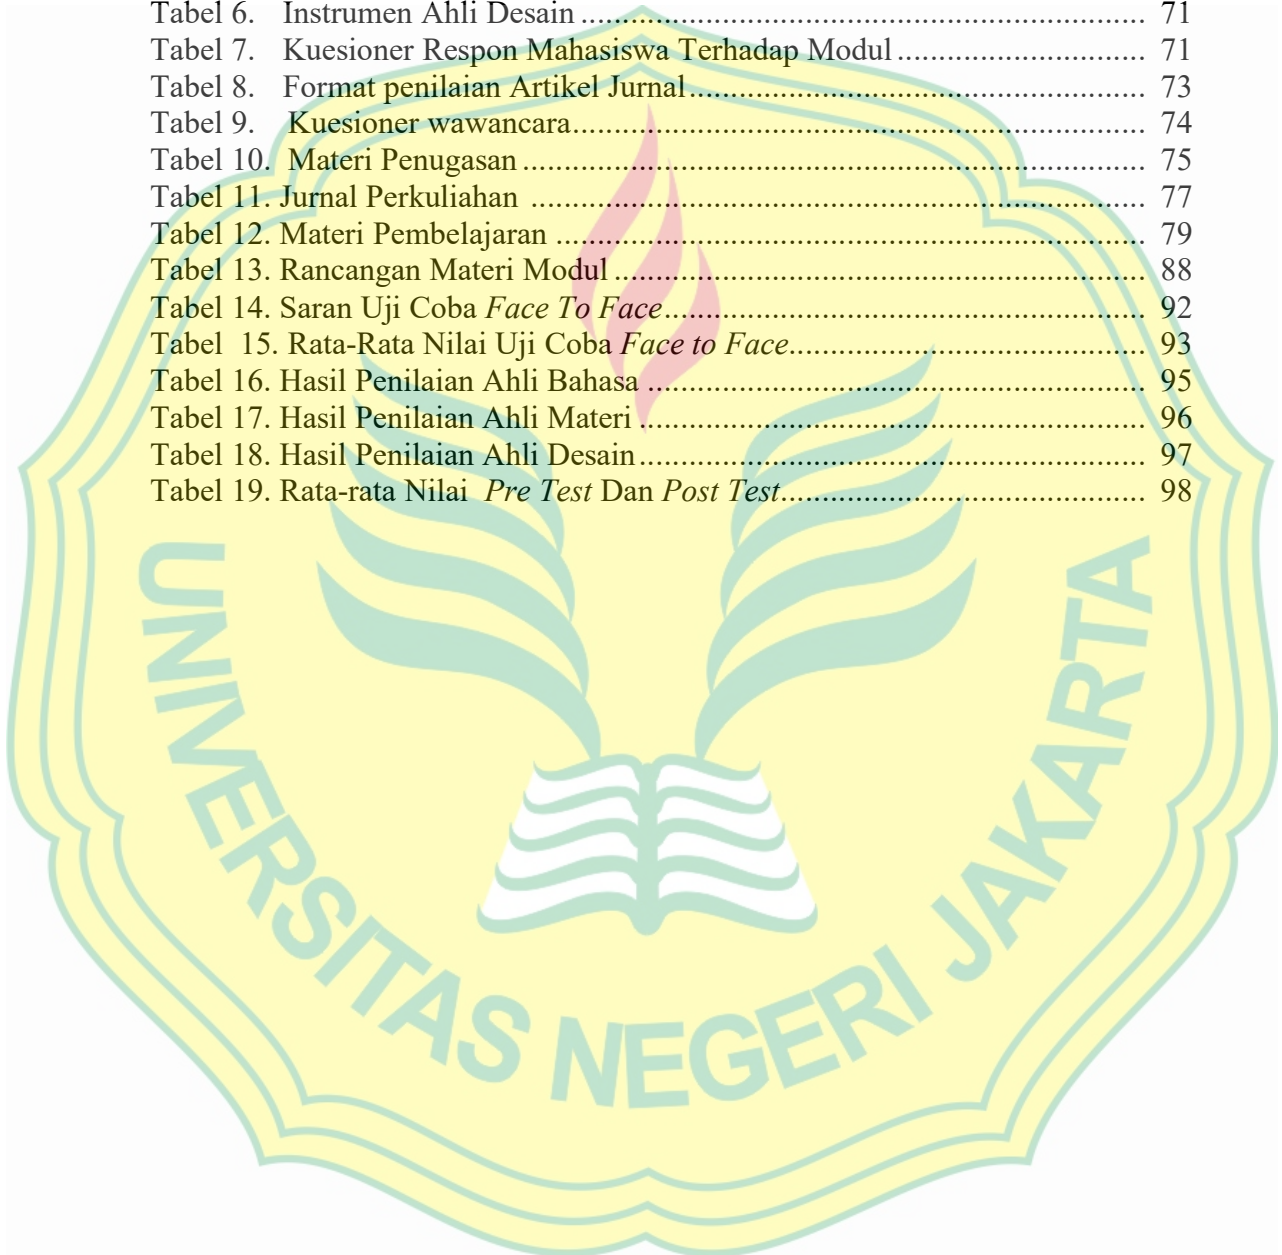 Tabel 6. Instrumen Ahli Desain ...................................................................... 71
Tabel 7. Kuesioner Respon Mahasiswa Terhadap Modul ............................... 71
Tabel 8. Format penilaian Artikel Jurnal ......................................................... 73
Tabel 9. Kuesioner wawancara ....................................................................... 74
Tabel 10. Materi Penugasan ............................................................................. 75
Tabel 11. Jurnal Perkuliahan ............................................................................ 77
Tabel 12. Materi Pembelajaran ......................................................................... 79
Tabel 13. Rancangan Materi Modul .................................................................. 88
Tabel 14. Saran Uji Coba Face To Face ............................................................ 92
Tabel 15. Rata-Rata Nilai Uji Coba Face to Face ............................................ 93
Tabel 16. Hasil Penilaian Ahli Bahasa .............................................................. 95
Tabel 17. Hasil Penilaian Ahli Materi ............................................................... 96
Tabel 18. Hasil Penilaian Ahli Desain ............................................................... 97
Tabel 19. Rata-rata Nilai Pre Test Dan Post Test ............................................. 98
UNIVERSITAS NEGERI JAKARTA